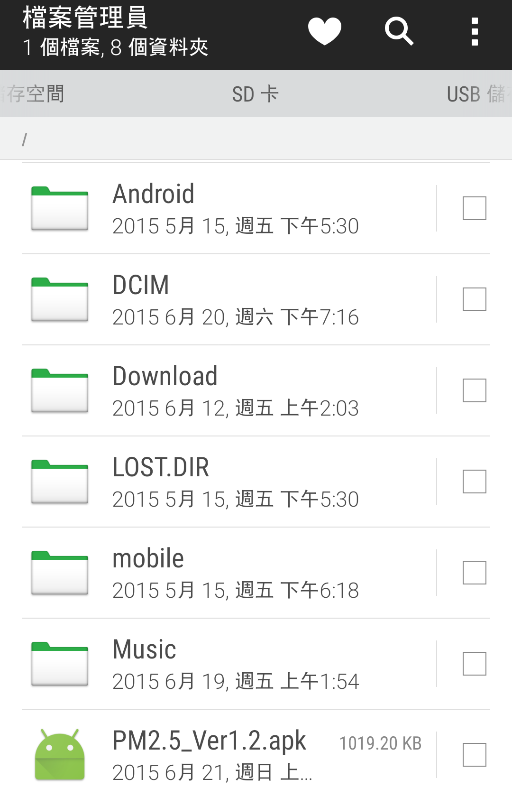 檔案管理員
1 個檔案, 8 個資料夾
存空間 SD 卡 USB 儲
/
Android
2015 5月 15, 週五 下午5:30
DCIM
2015 6月 20, 週六 下午7:16
Download
2015 6月 12, 週五 上午2:03
LOST.DIR
2015 5月 15, 週五 下午5:30
mobile
2015 5月 15, 週五 下午6:18
Music
2015 6月 19, 週五 上午1:54
PM2.5_Ver1.2.apk 1019.20 KB
2015 6月 21, 週日 上...